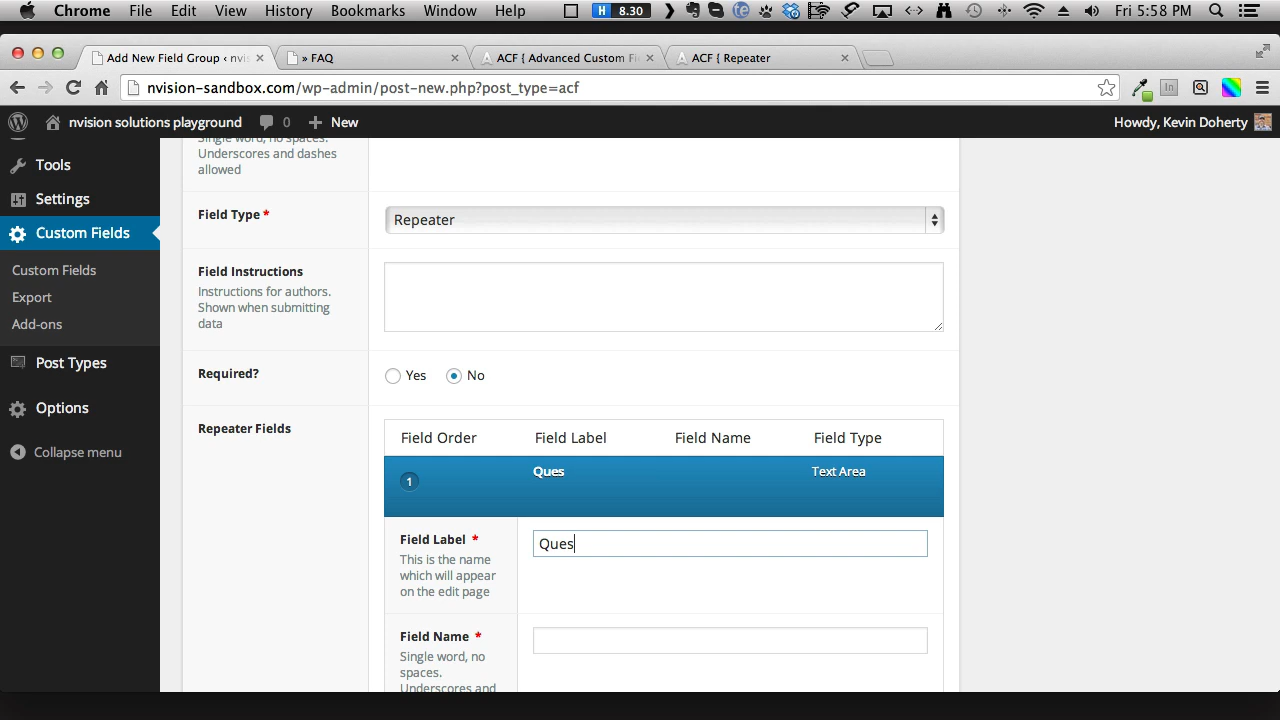 Chrome File Edit View History Bookmarks Window Help H 8.30 Fri 5:58 PM
Add New Field Group ‹ nvi
» FAQ
ACF { Advanced Custom Fi
ACF { Repeater
nvision-sandbox.com/wp-admin/post-new.php?post_type=acf
nvision solutions playground 0 New Howdy, Kevin Doherty
Tools
Settings
Custom Fields
Custom Fields
Export
Add-ons
Post Types
Options
Collapse menu
Single word, no spaces.
Underscores and dashes
allowed
Field Type *
Repeater
Field Instructions
Instructions for authors.
Shown when submitting
data
Required?
Yes No
Repeater Fields
Field Order Field Label Field Name Field Type
1 Ques Text Area
Field Label *
This is the name
which will appear
on the edit page
Ques
Field Name *
Single word, no
spaces.
Underscores and